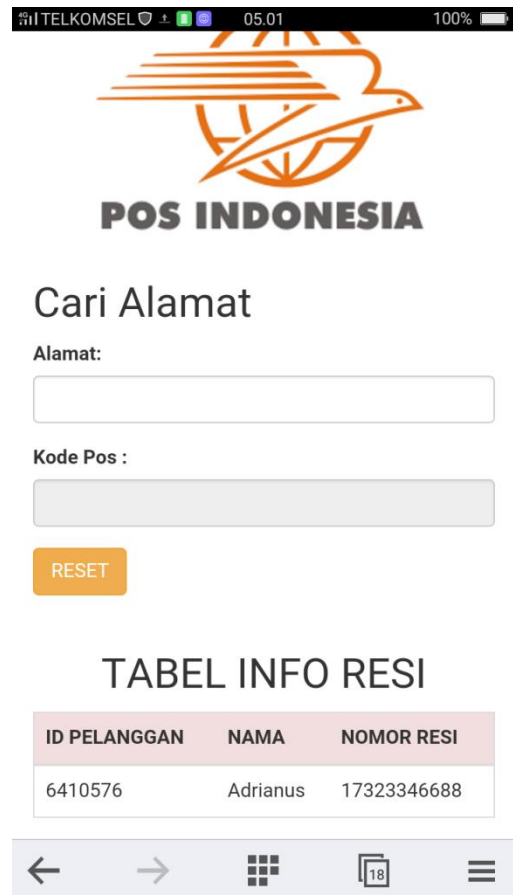 4G TELKOMSEL 05.01 100%
POS INDONESIA
Cari Alamat
Alamat:
Kode Pos :
RESET
TABEL INFO RESI
ID PELANGGAN NAMA NOMOR RESI
6410576 Adrianus 17323346688
18